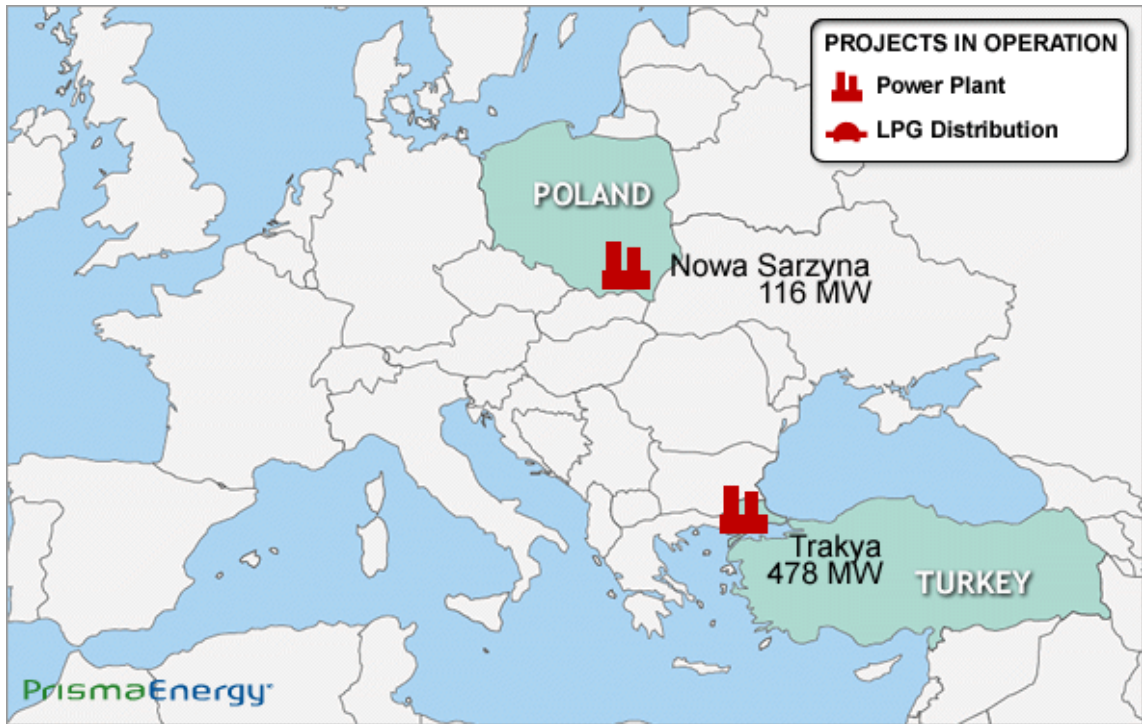 PROJECTS IN OPERATION
Power Plant
LPG Distribution
POLAND
Nowa Sarzyna
116 MW
Trakya
478 MW
TURKEY
PrismaEnergy